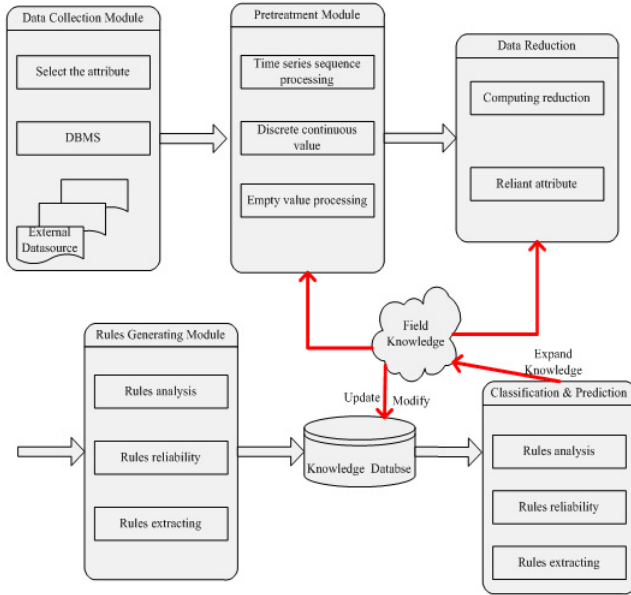 Data Collection Module
Select the attribute
DBMS
External
Datasource
Pretreatment Module
Time series sequence
processing
Discrete continuous
value
Empty value processing
Data Reduction
Computing reduction
Reliant attribute
Field
Knowledge
Expand
Knowledge
Update
Modify
Rules Generating Module
Rules analysis
Rules reliability
Rules extracting
Knowledge Databse
Classification & Prediction
Rules analysis
Rules reliability
Rules extracting